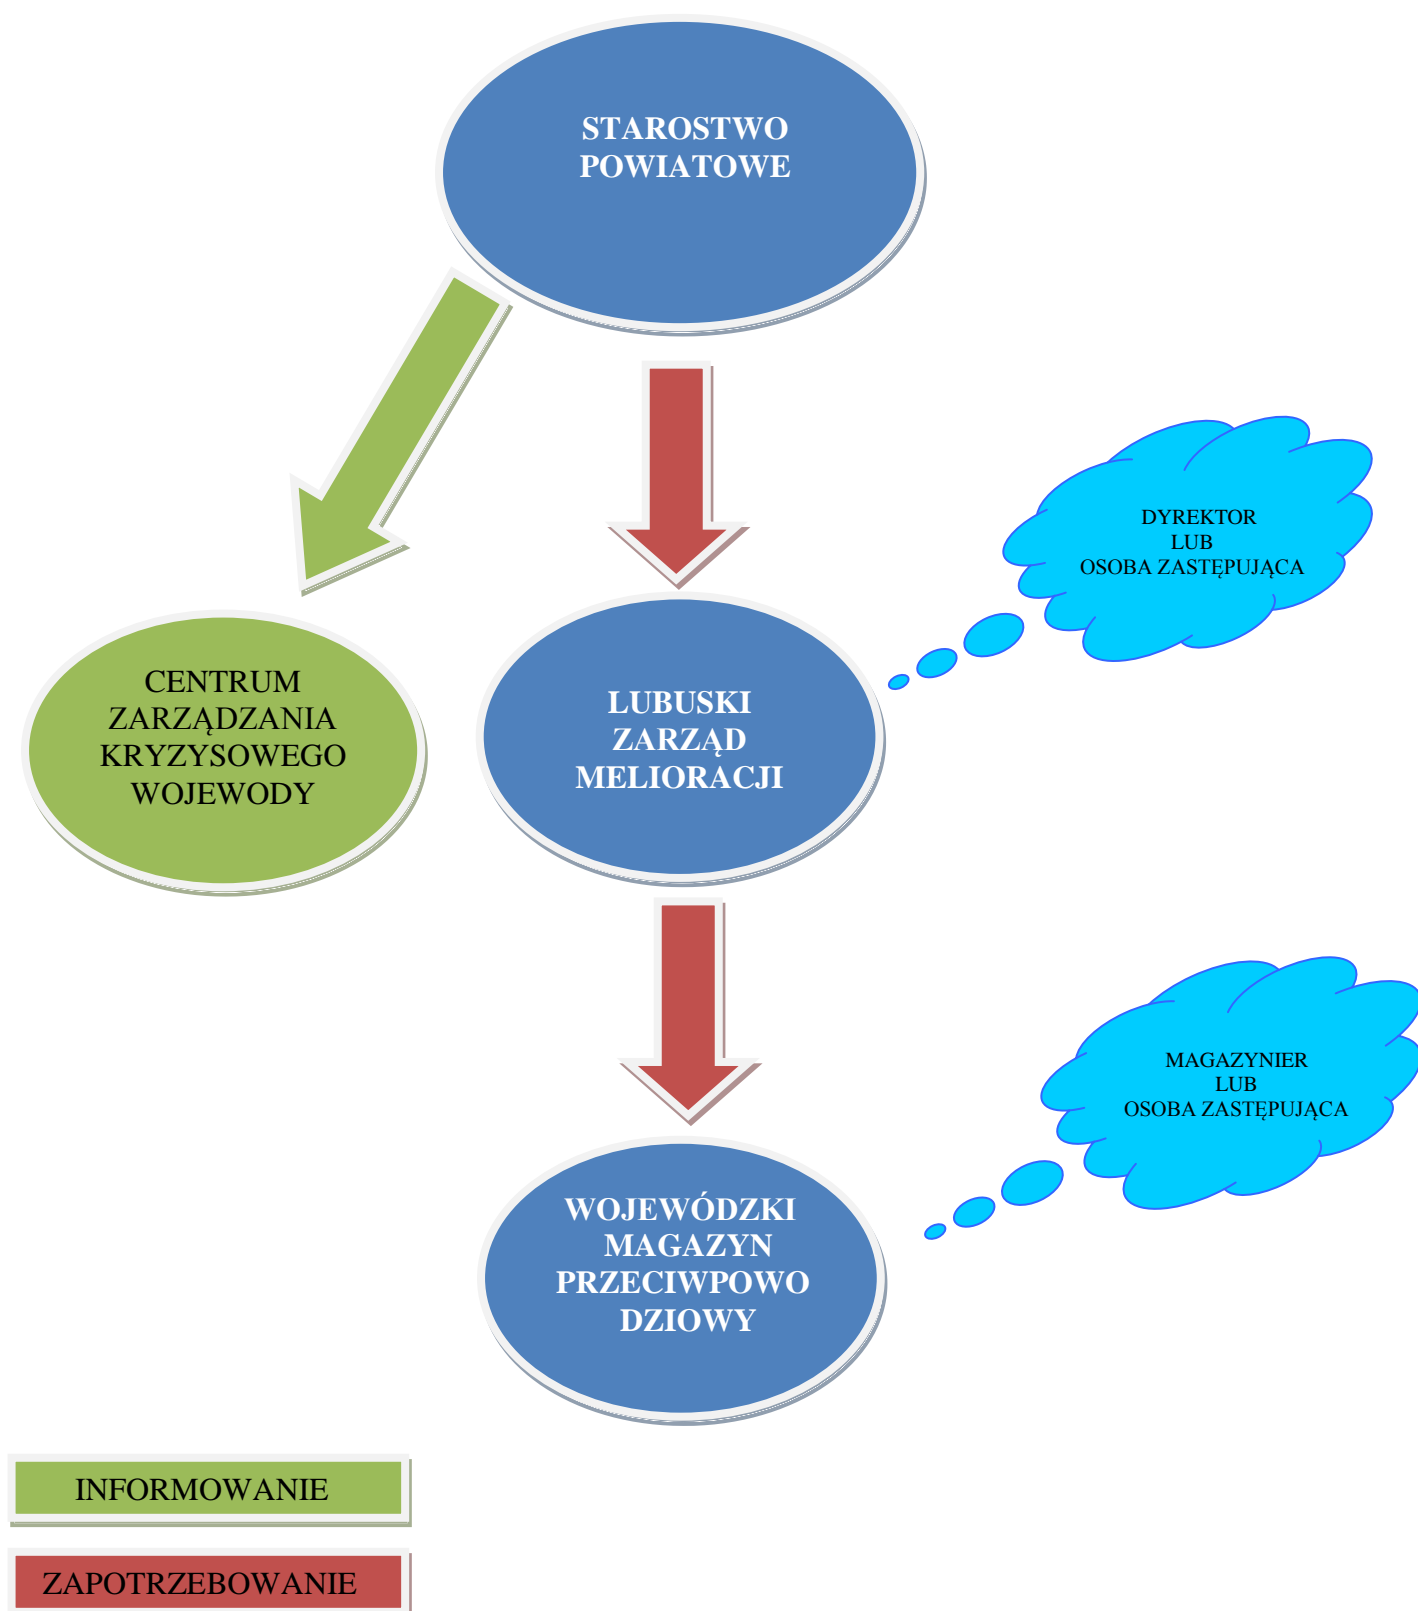 STAROSTWO
POWIATOWE
DYREKTOR
LUB
OSOBA ZASTĘPUJĄCA
CENTRUM
ZARZĄDZANIA
KRYZYSOWEGO
WOJEWODY
LUBUSKI
ZARZĄD
MELIORACJI
MAGAZYNIER
LUB
OSOBA ZASTĘPUJĄCA
WOJEWÓDZKI
MAGAZYN
PRZECIWPOWO
DZIOWY
INFORMOWANIE
ZAPOTRZEBOWANIE